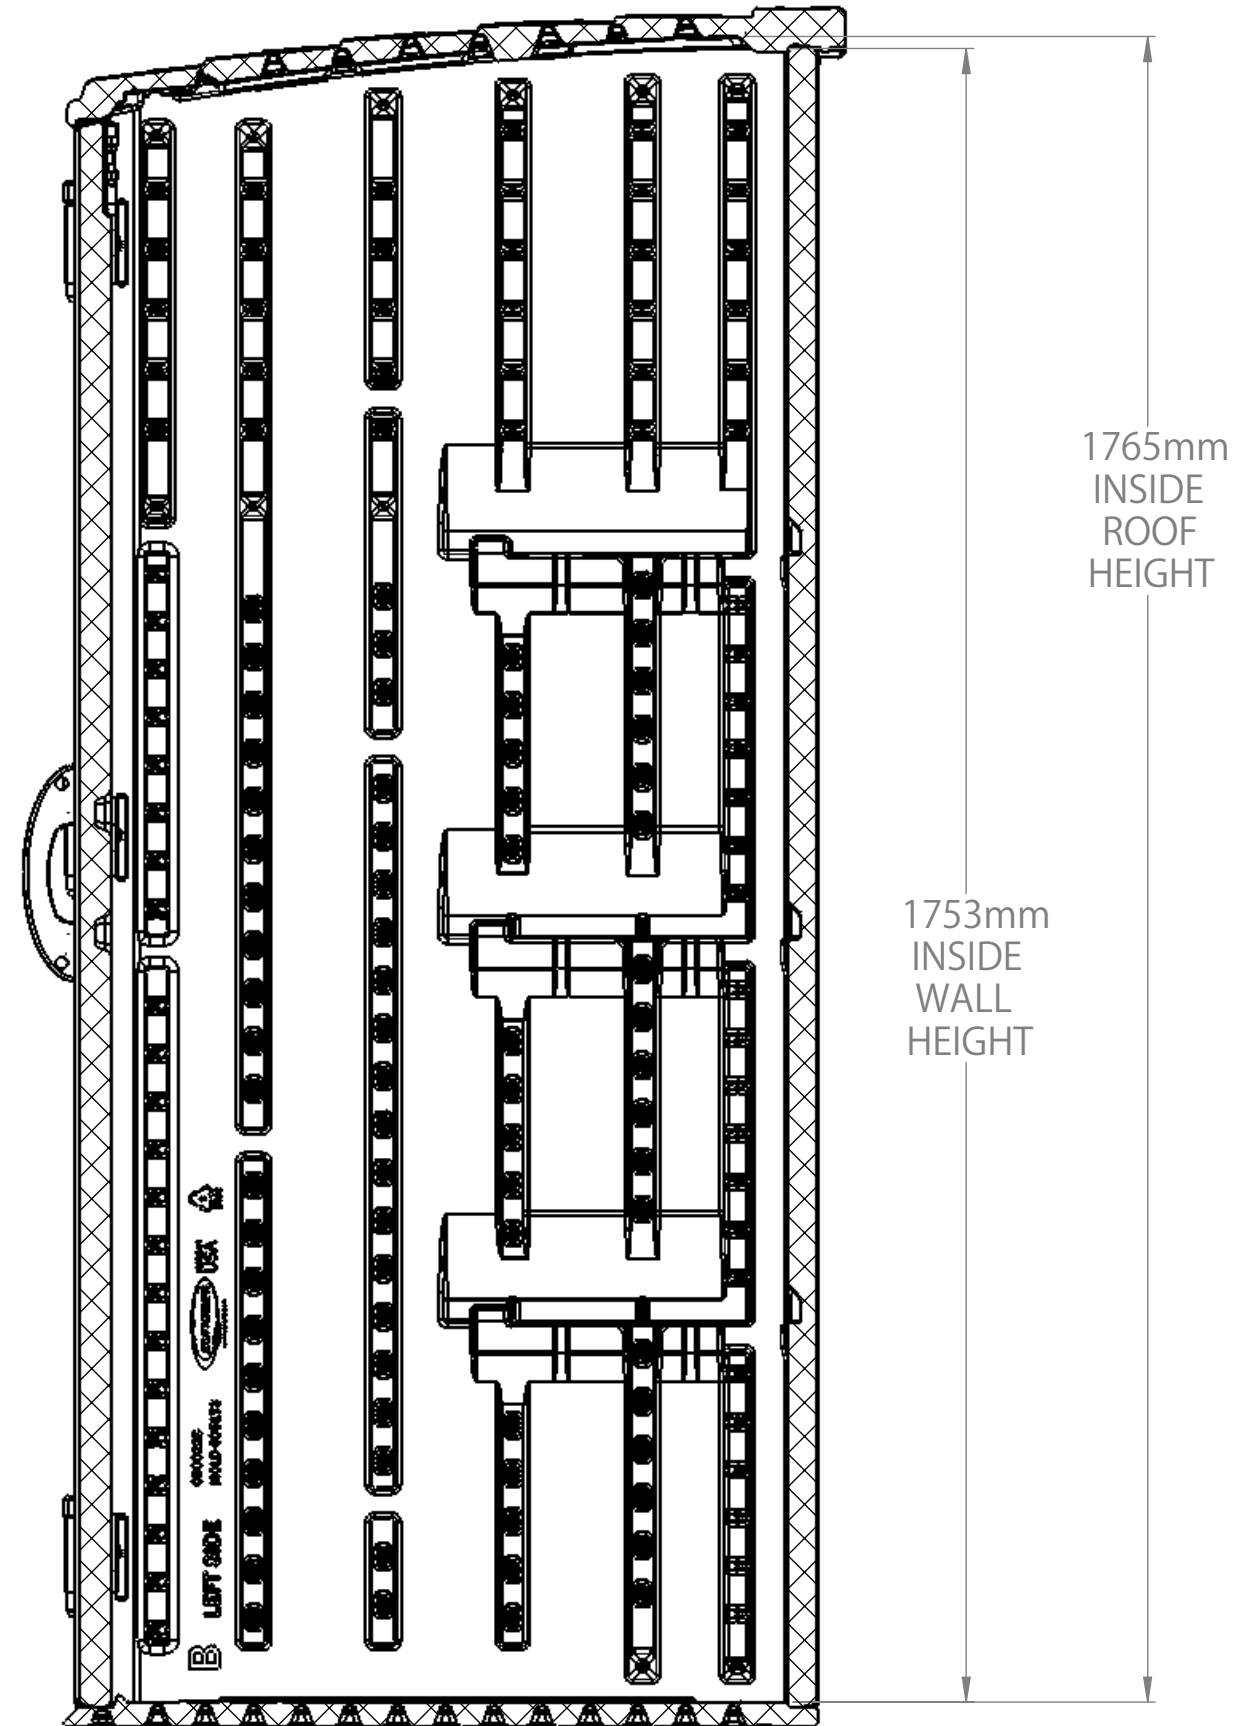 1765mm
INSIDE
ROOF
HEIGHT
1753mm
INSIDE
WALL
HEIGHT
USA
LEFT SIDE
B